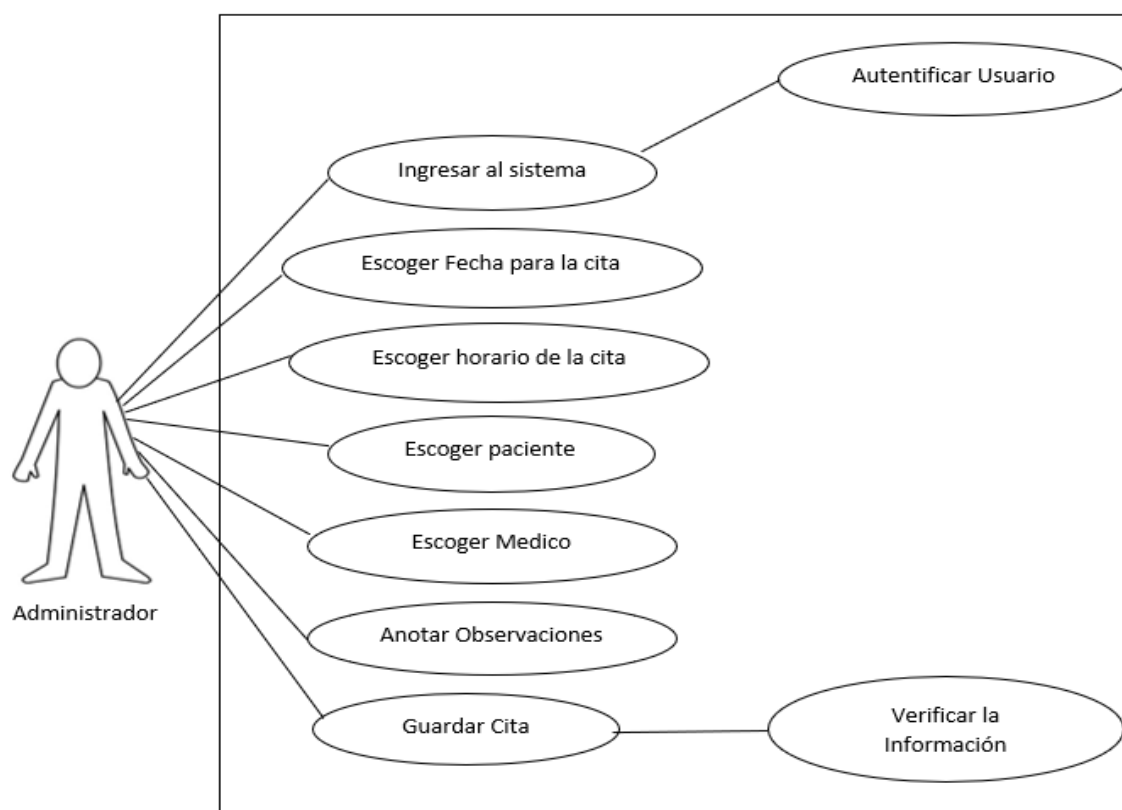 Autentificar Usuario
Ingresar al sistema
Escoger Fecha para la cita
Escoger horario de la cita
Escoger paciente
Escoger Medico
Administrador
Anotar Observaciones
Guardar Cita
Verificar la
Información